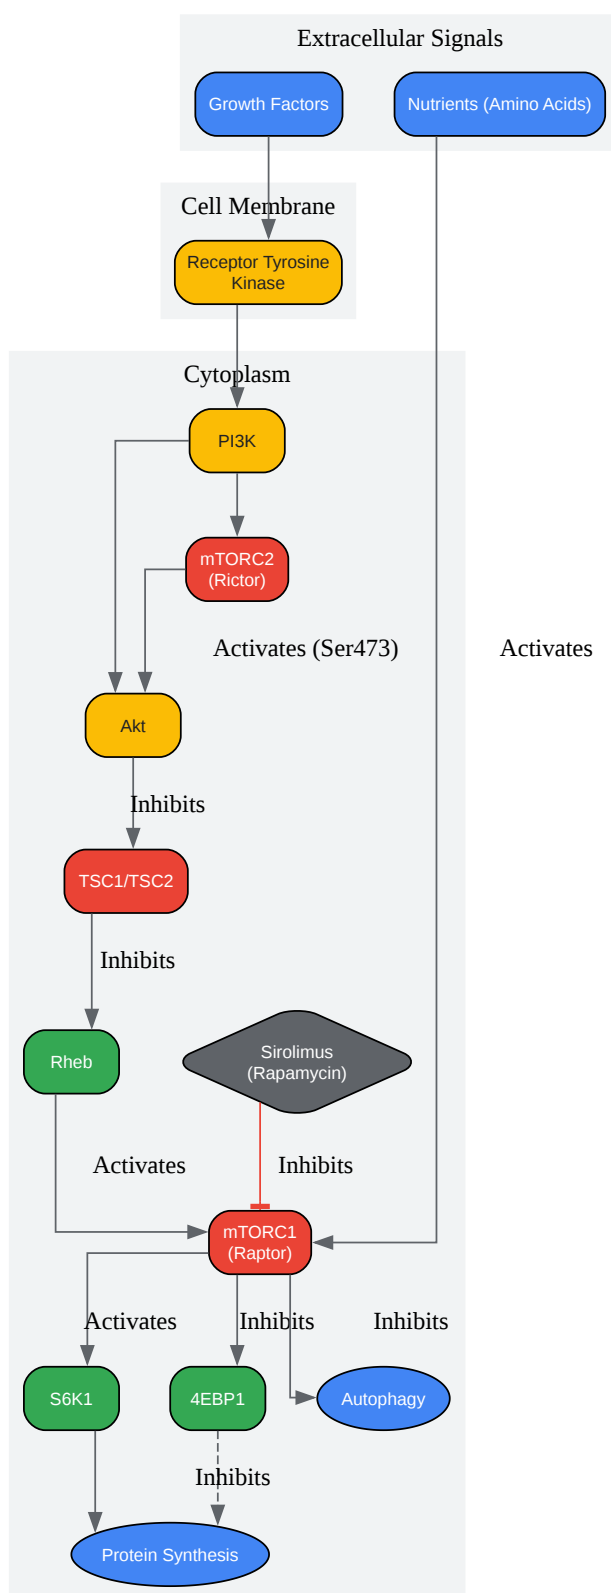 Extracellular Signals
Growth Factors
Nutrients (Amino Acids)
Cell Membrane
Receptor Tyrosine
Kinase
Cytoplasm
PI3K
mTORC2
(Rictor)
Activates (Ser473)
Activates
Akt
Inhibits
TSC1/TSC2
Inhibits
Rheb
Sirolimus
(Rapamycin)
Activates
Inhibits
mTORC1
(Raptor)
Activates
Inhibits
Inhibits
S6K1
4EBP1
Autophagy
Inhibits
Protein Synthesis